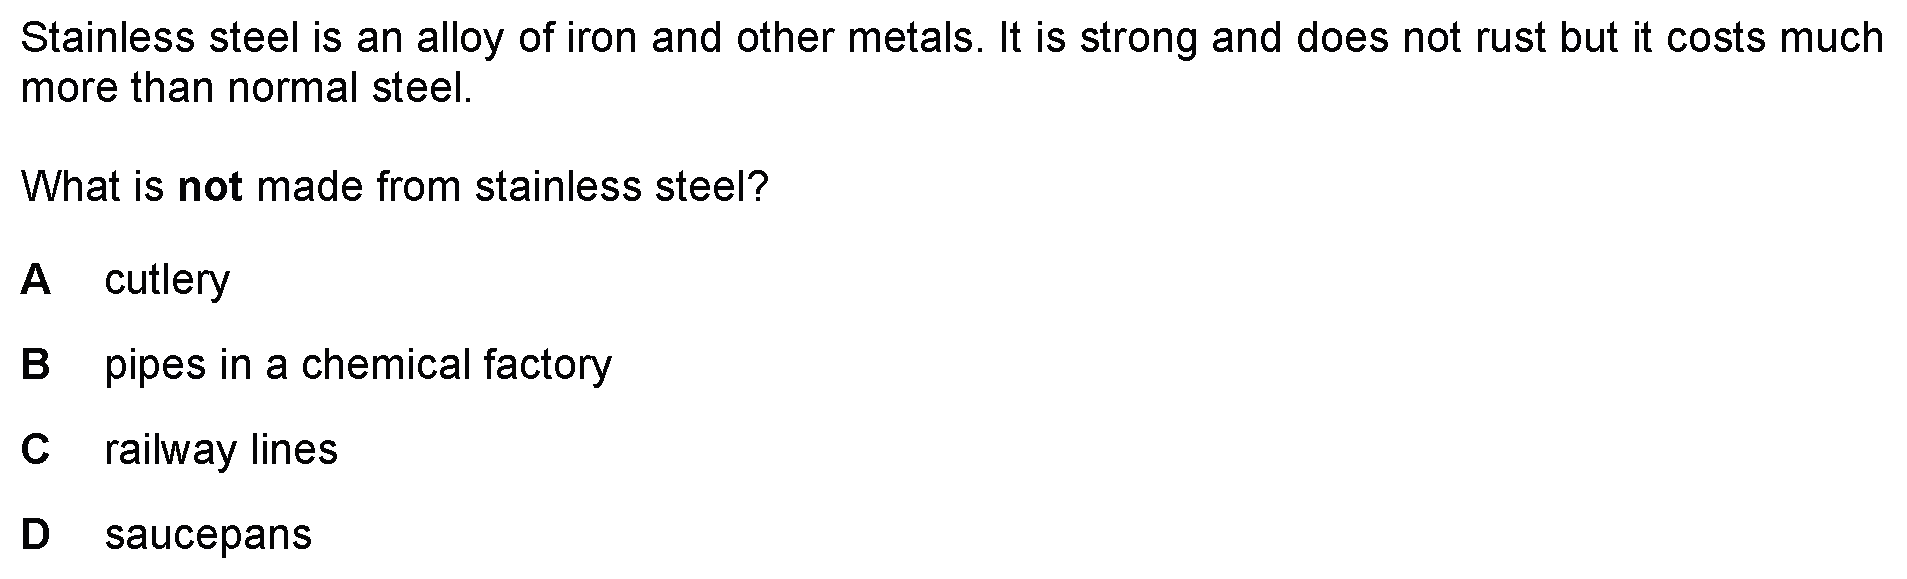 Stainless steel is an alloy of iron and other metals. It is strong and does not rust but it costs much
more than normal steel.
What is not made from stainless steel?
A cutlery
B pipes in a chemical factory
C railway lines
D saucepans